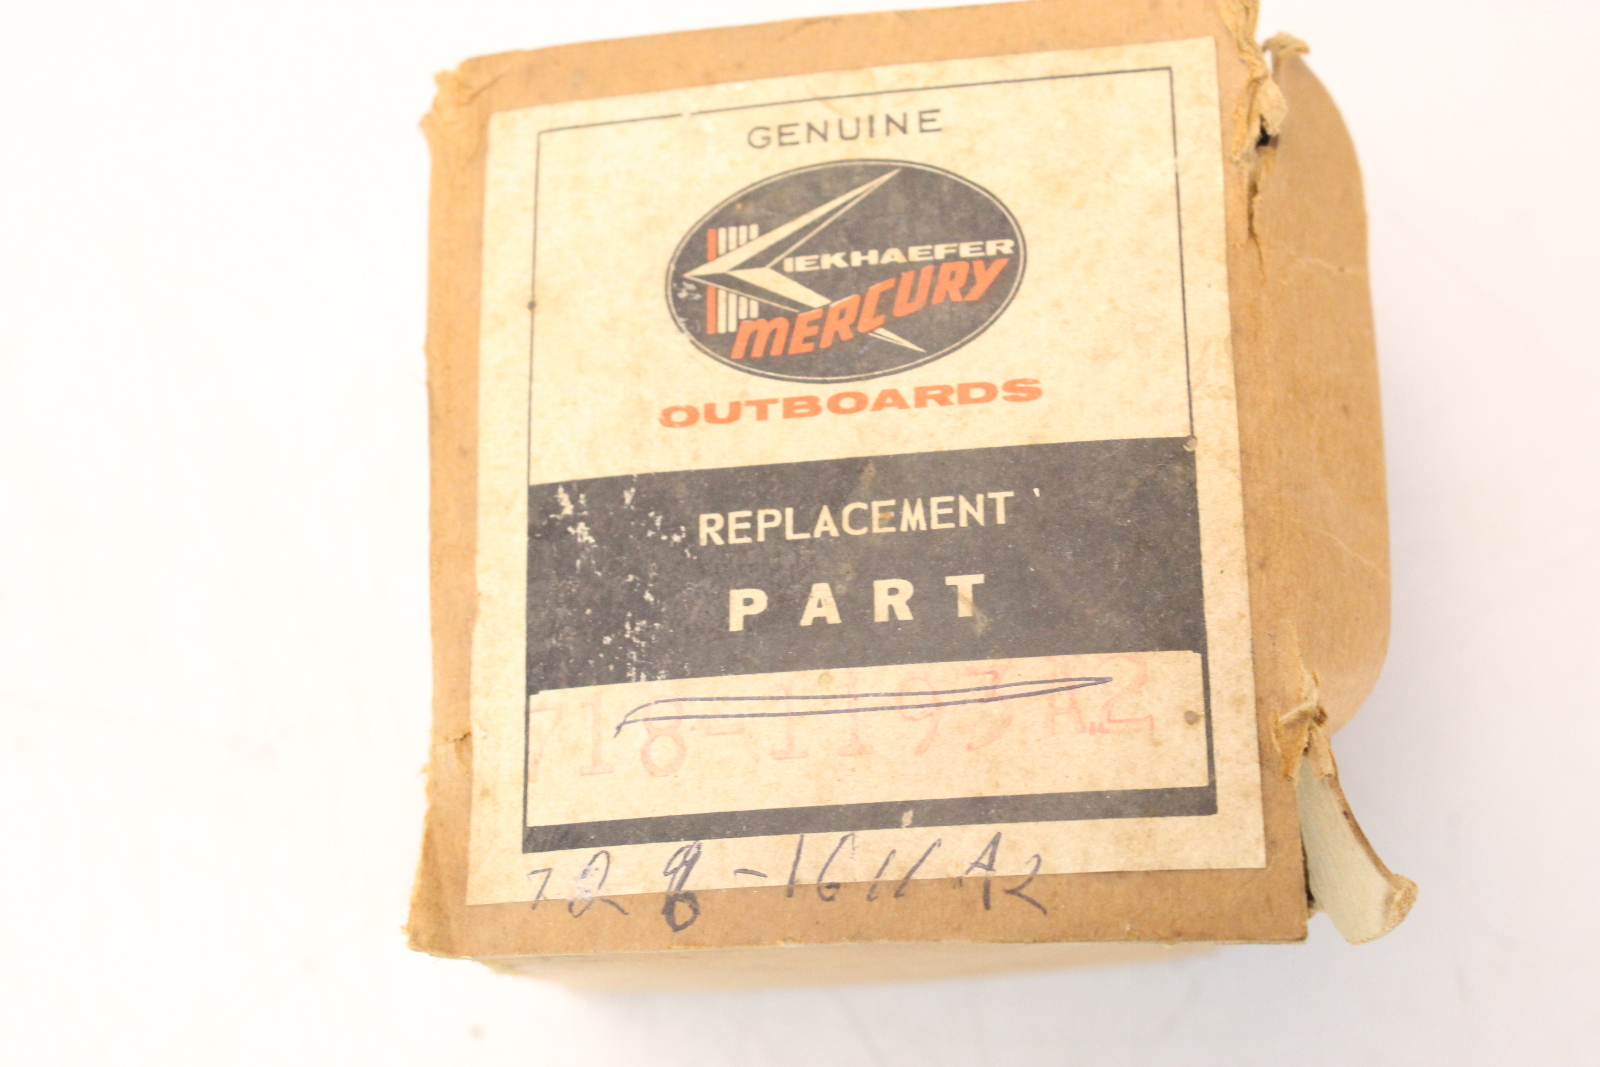 GENUINE
KIEKHAEFER
MERCURY
OUTBOARDS
REPLACEMENT
PART
718-1193A2
728-1611A2